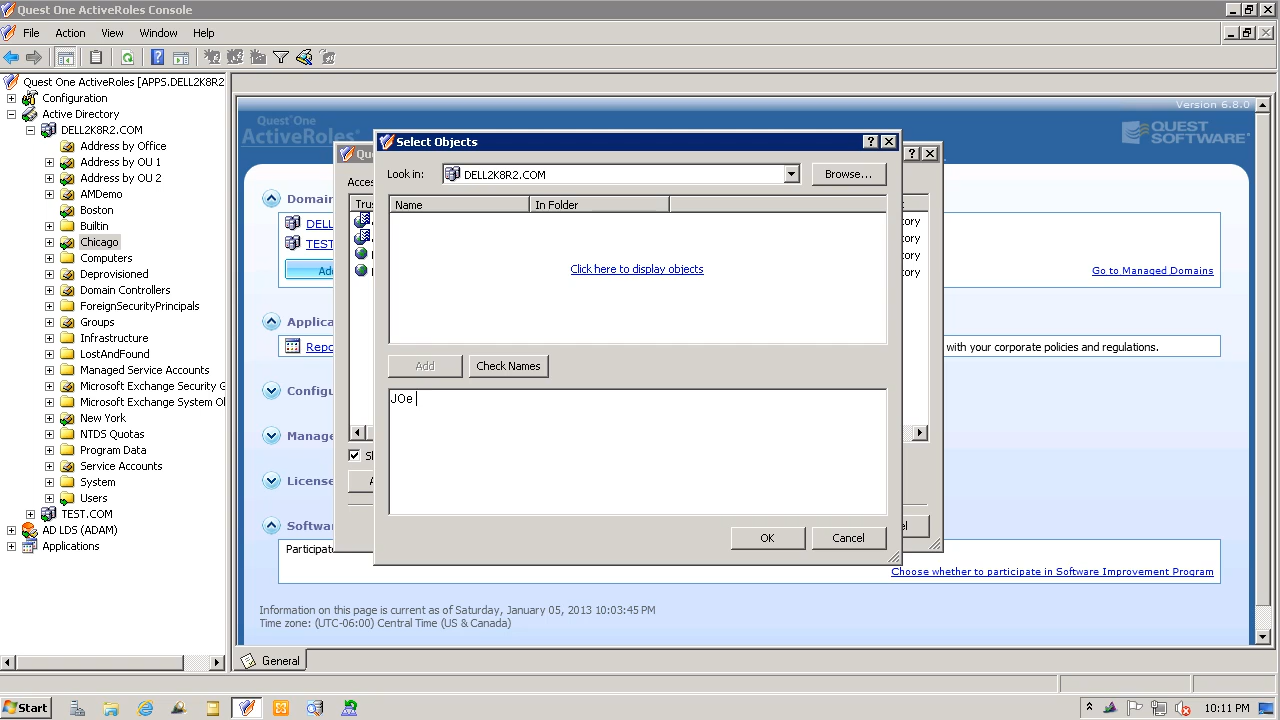 Quest One ActiveRoles Console
File Action View Window Help
Quest One ActiveRoles [APPS.DELL2K8R2
Configuration
Active Directory
DELL2K8R2.COM
Address by Office
Address by OU 1
Address by OU 2
AMDemo
Boston
Builtin
Chicago
Computers
Deprovisioned
Domain Controllers
ForeignSecurityPrincipals
Groups
Infrastructure
LostAndFound
Managed Service Accounts
Microsoft Exchange Security G
Microsoft Exchange System Ol
New York
NTDS Quotas
Program Data
Service Accounts
System
Users
TEST.COM
AD LDS (ADAM)
Applications
Version 6.8.0
Quest One
ActiveRoles
QUEST
SOFTWARE
Domain
DELL
TEST
Add
Go to Managed Domains
Applica
Repo
with your corporate policies and regulations.
Configu
Manage
License
Softwar
Participate
Choose whether to participate in Software Improvement Program
Information on this page is current as of Saturday, January 05, 2013 10:03:45 PM
Time zone: (UTC-06:00) Central Time (US & Canada)
General
Que
Acces
Trus
ory
ory
ory
ory
Select Objects
Look in: DELL2K8R2.COM Browse...
Name In Folder
Click here to display objects
Add Check Names
JOe
OK Cancel
Start
10:11 PM